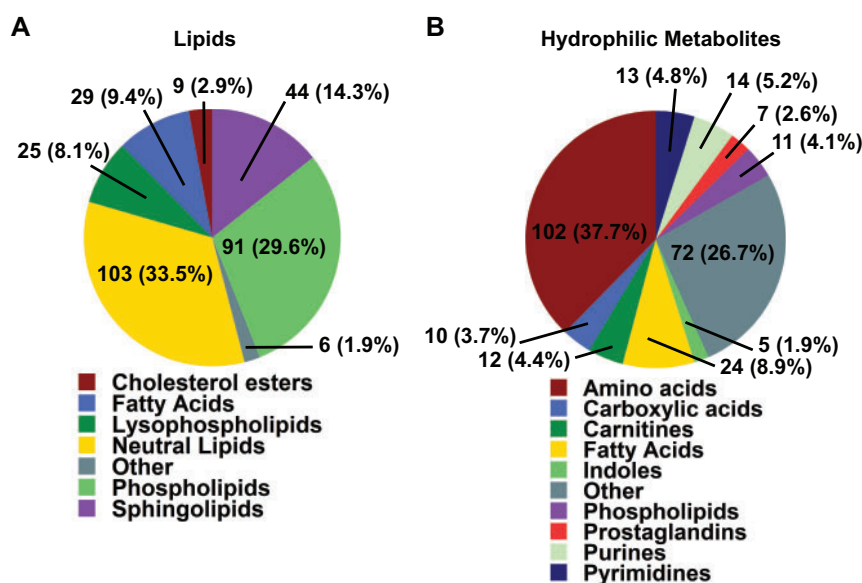 A
Lipids
9 (2.9%)
44 (14.3%)
29 (9.4%)
25 (8.1%)
91 (29.6%)
103 (33.5%)
6 (1.9%)
Cholesterol esters
Fatty Acids
Lysophospholipids
Neutral Lipids
Other
Phospholipids
Sphingolipids
B
Hydrophilic Metabolites
13 (4.8%)
14 (5.2%)
7 (2.6%)
11 (4.1%)
102 (37.7%)
72 (26.7%)
10 (3.7%)
5 (1.9%)
12 (4.4%)
24 (8.9%)
Amino acids
Carboxylic acids
Carnitines
Fatty Acids
Indoles
Other
Phospholipids
Prostaglandins
Purines
Pyrimidines